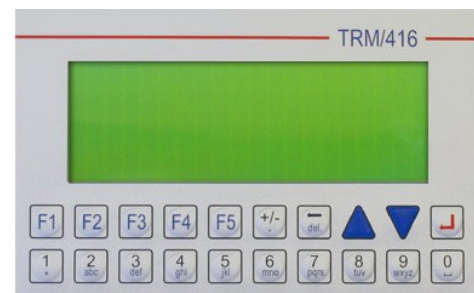 TRM/416
F1 F2 F3 F4 F5 +/- del
1 2 abc 3 def 4 ghi 5 jkl 6 mno 7 pqrs 8 tuv 9 wxyz 0